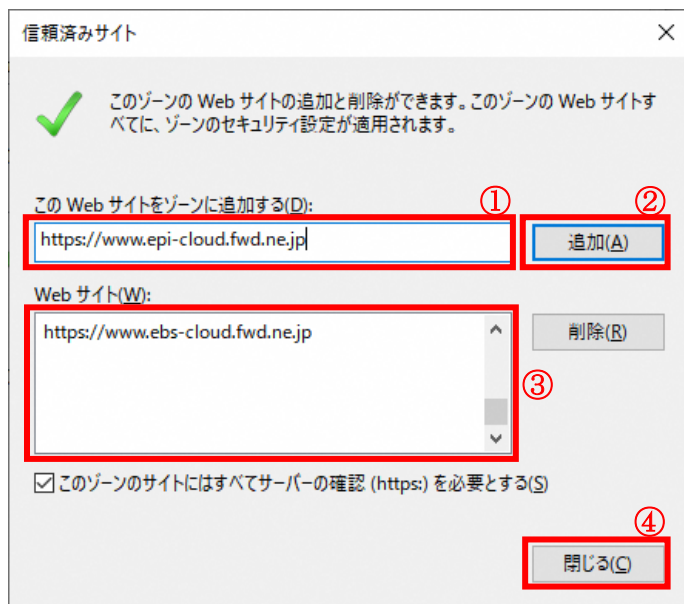 信頼済みサイト
このゾーンの Web サイトの追加と削除ができます。このゾーンの Web サイトす
べてに、ゾーンのセキュリティ設定が適用されます。
この Web サイトをゾーンに追加する(D):
①
②
https://www.epi-cloud.fwd.ne.jp
追加(A)
Web サイト(W):
https://www.ebs-cloud.fwd.ne.jp
削除(R)
③
このゾーンのサイトにはすべてサーバーの確認 (https:) を必要とする(S)
④
閉じる(C)